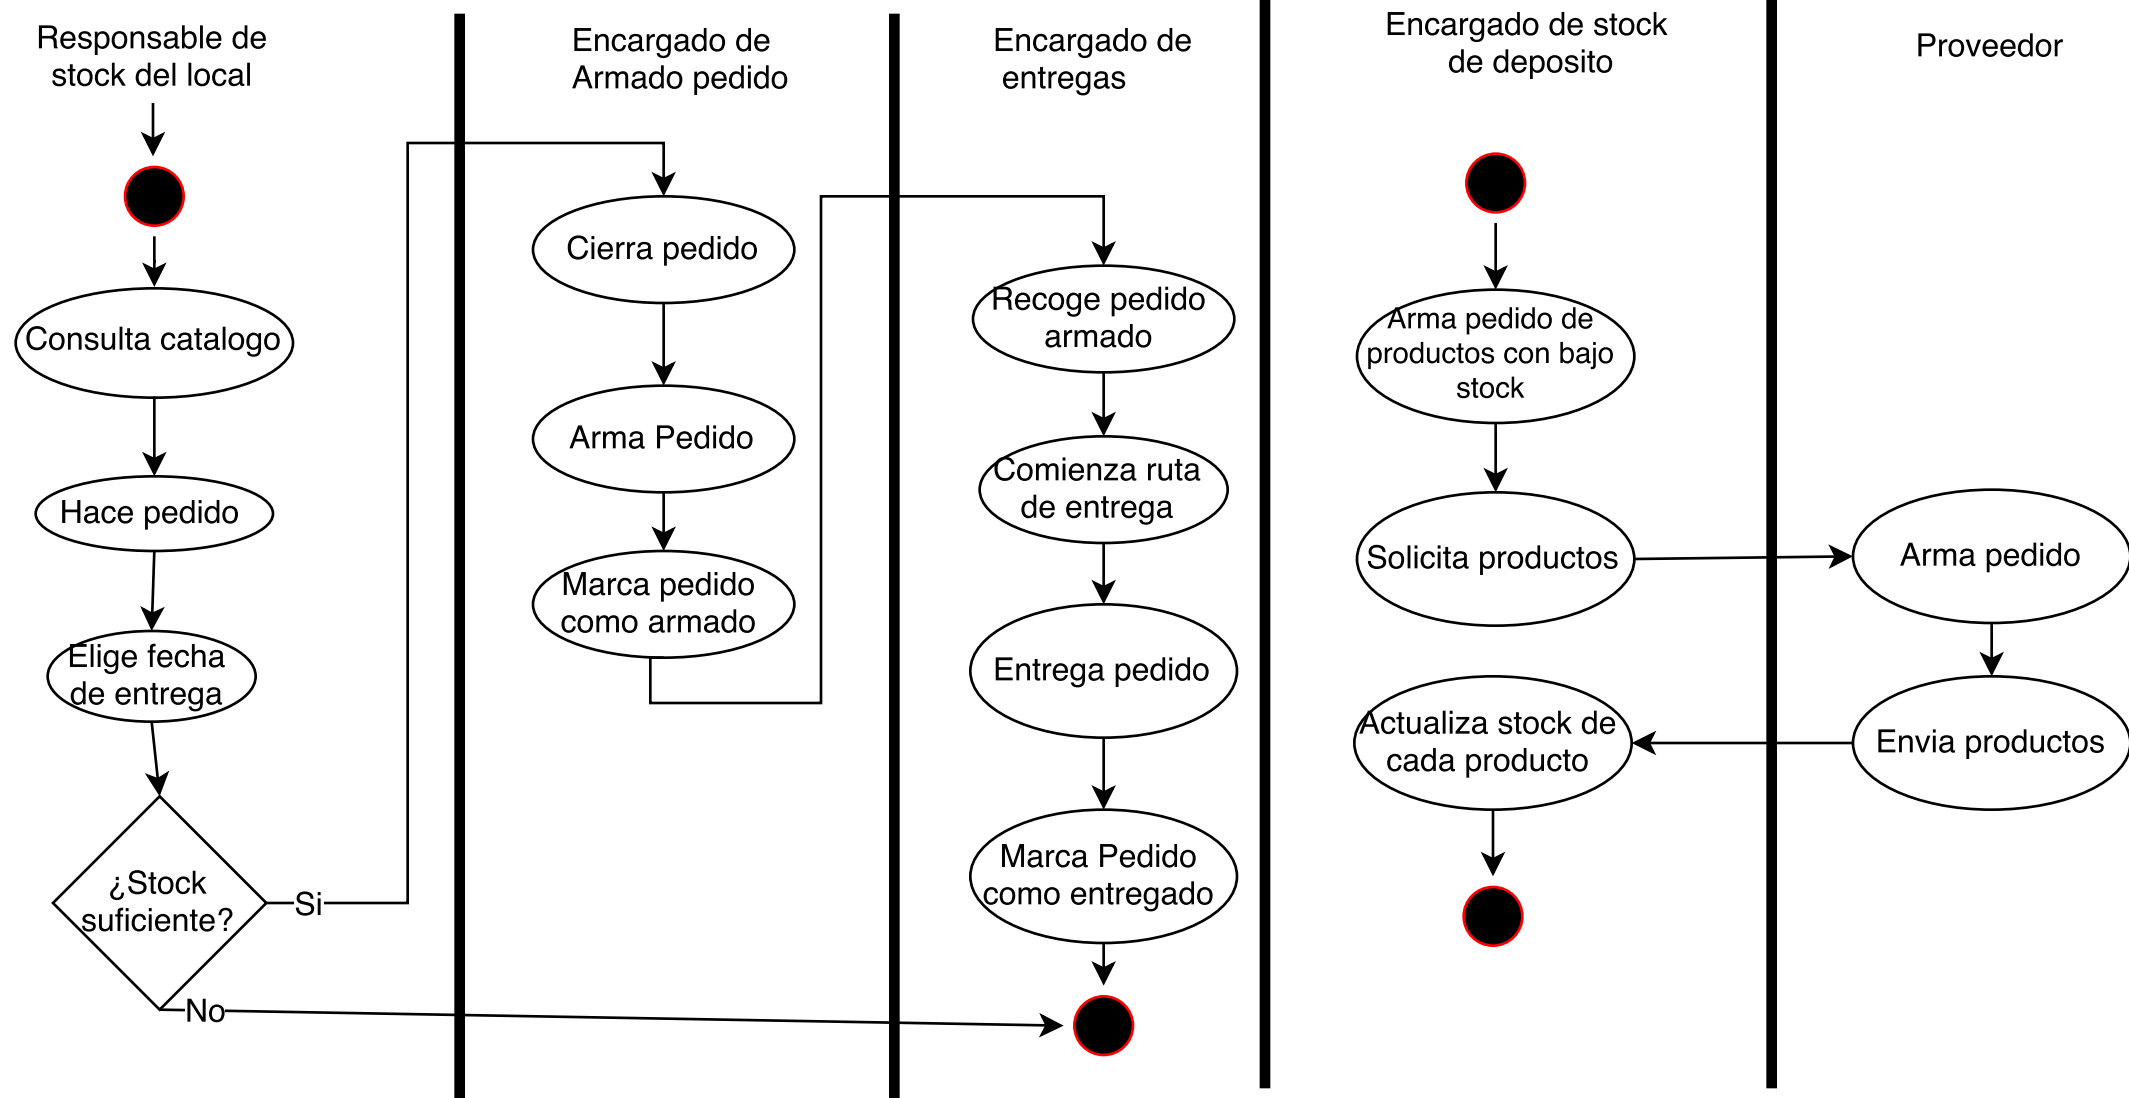 Responsable de
stock del local
Consulta catalogo
Hace pedido
Elige fecha
de entrega
¿Stock
suficiente?
Si
No
Encargado de
Armado pedido
Cierra pedido
Arma Pedido
Marca pedido
como armado
Encargado de
entregas
Recoge pedido
armado
Comienza ruta
de entrega
Entrega pedido
Marca Pedido
como entregado
Encargado de stock
de deposito
Arma pedido de
productos con bajo
stock
Solicita productos
Actualiza stock de
cada producto
Proveedor
Arma pedido
Envia productos